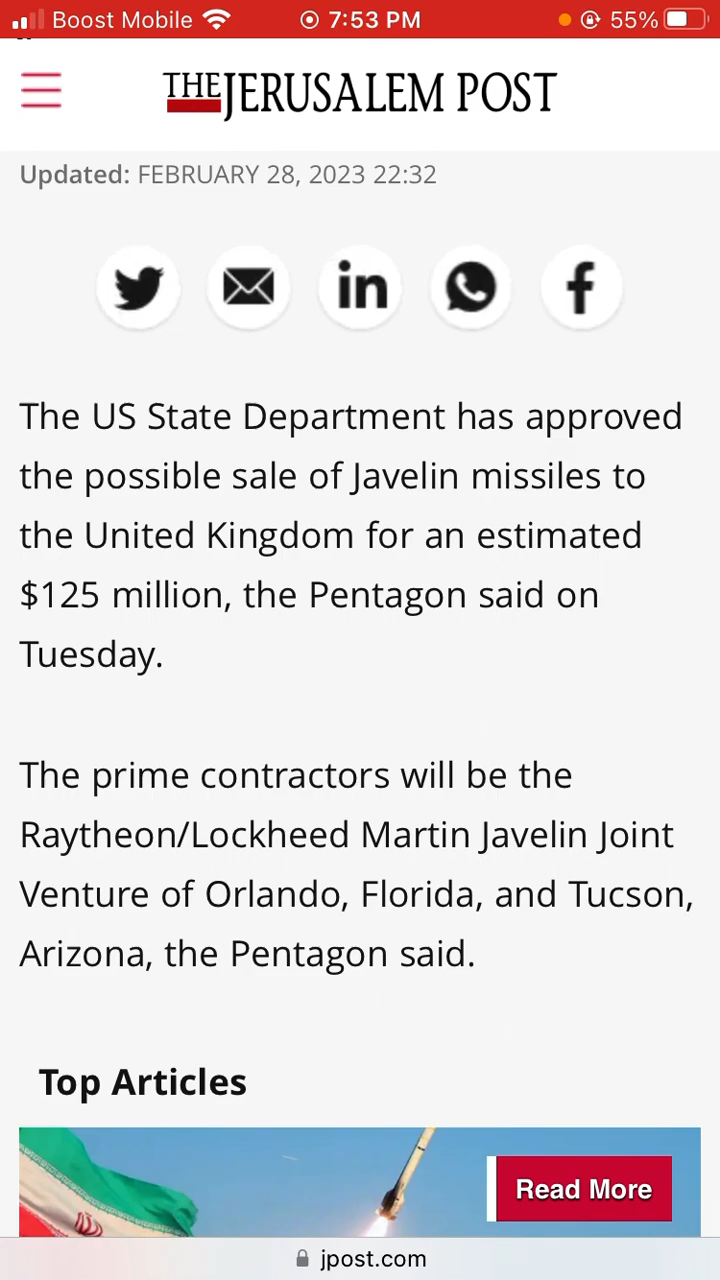 Boost Mobile 7:53 PM 55%
THE JERUSALEM POST
Updated: FEBRUARY 28, 2023 22:32
in f
The US State Department has approved
the possible sale of Javelin missiles to
the United Kingdom for an estimated
$125 million, the Pentagon said on
Tuesday.
The prime contractors will be the
Raytheon/Lockheed Martin Javelin Joint
Venture of Orlando, Florida, and Tucson,
Arizona, the Pentagon said.
Top Articles
Read More
jpost.com